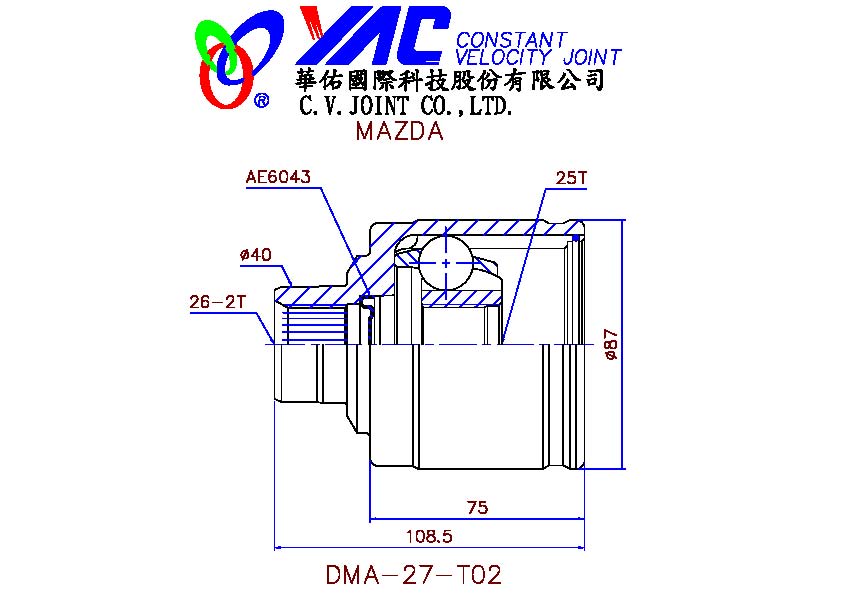 YAC CONSTANT
VELOCITY JOINT
®
華佑國際科技股份有限公司
C.V.JOINT CO.,LTD.
MAZDA
AE6043
25T
ø40
26-2T
ø87
75
108.5
DMA-27-T02